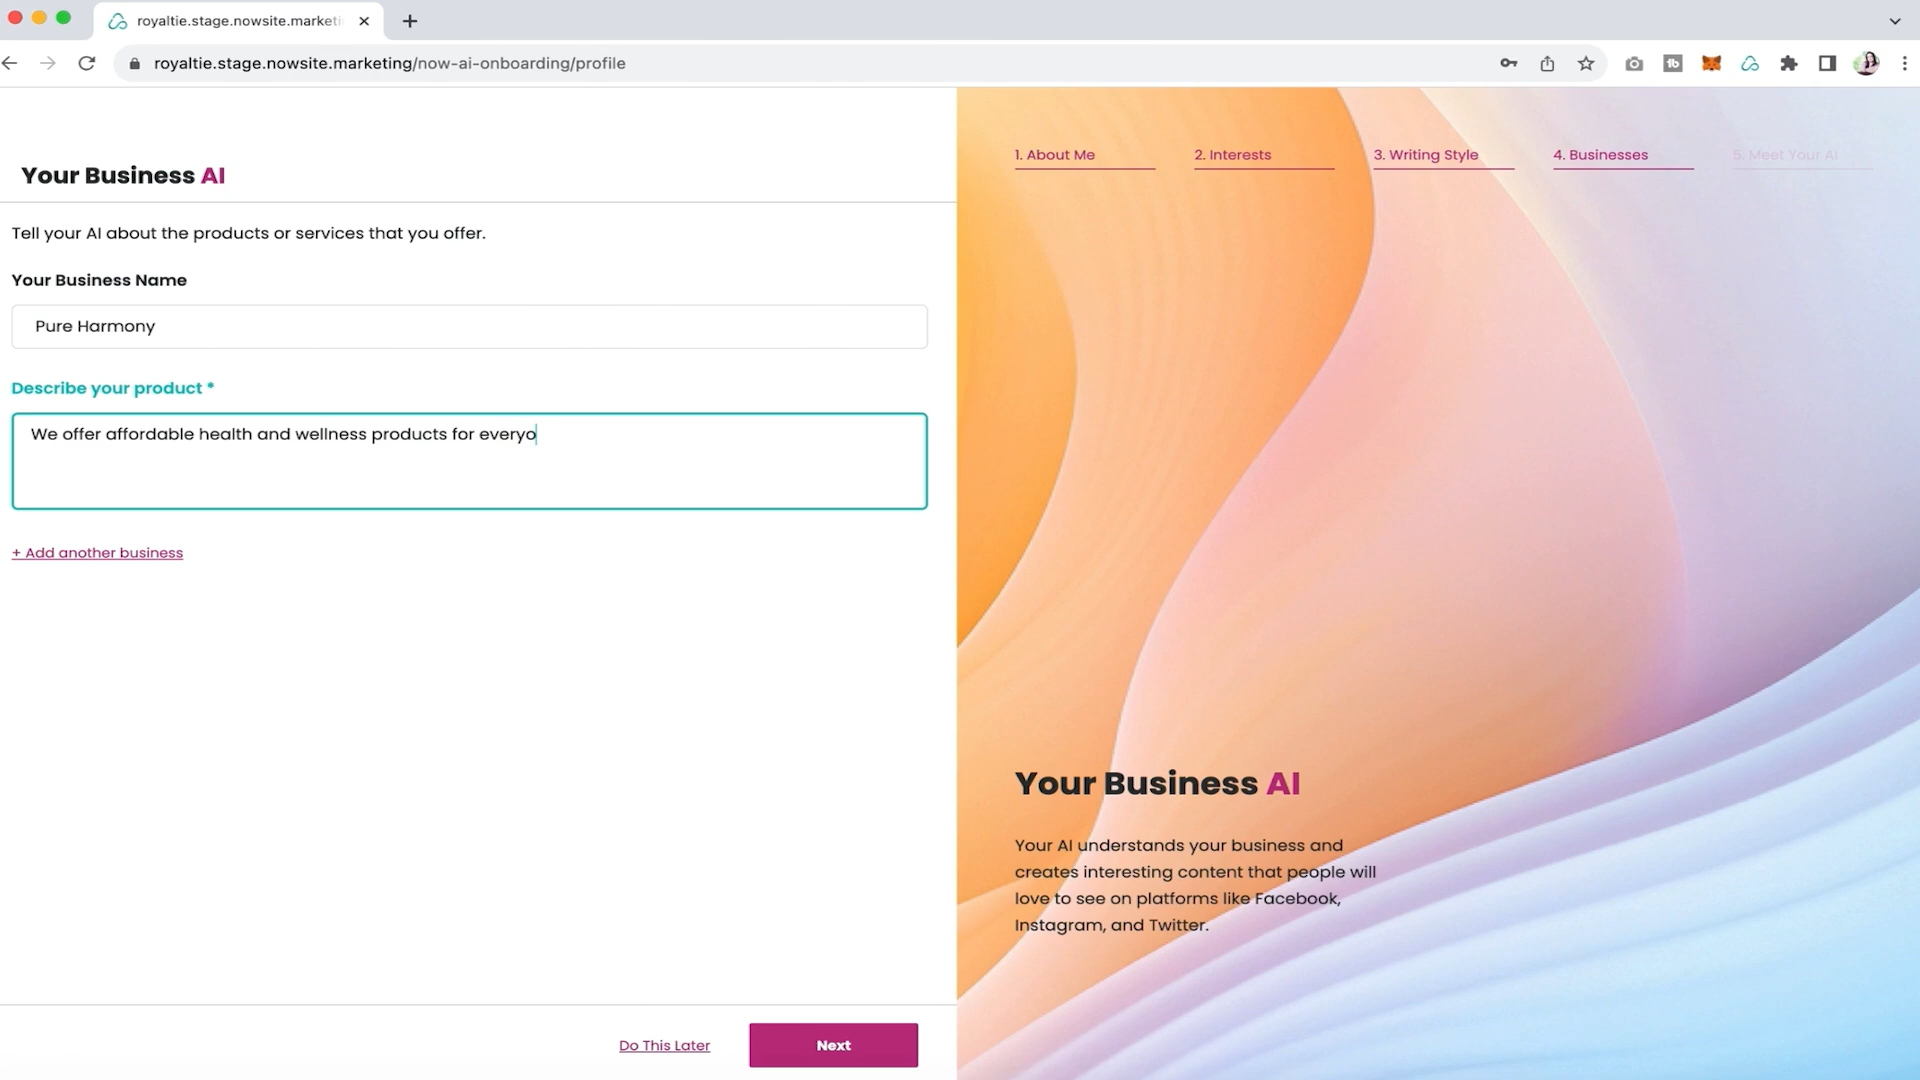 royaltie.stage.nowsite.marketi
royaltie.stage.nowsite.marketing/now-ai-onboarding/profile
tb
Your Business AI
Tell your AI about the products or services that you offer.
Your Business Name
Pure Harmony
Describe your product *
We offer affordable health and wellness products for everyo
+ Add another business
Do This Later
Next
1. About Me
2. Interests
3. Writing Style
4. Businesses
5. Meet Your AI
Your Business AI
Your AI understands your business and
creates interesting content that people will
love to see on platforms like Facebook,
Instagram, and Twitter.